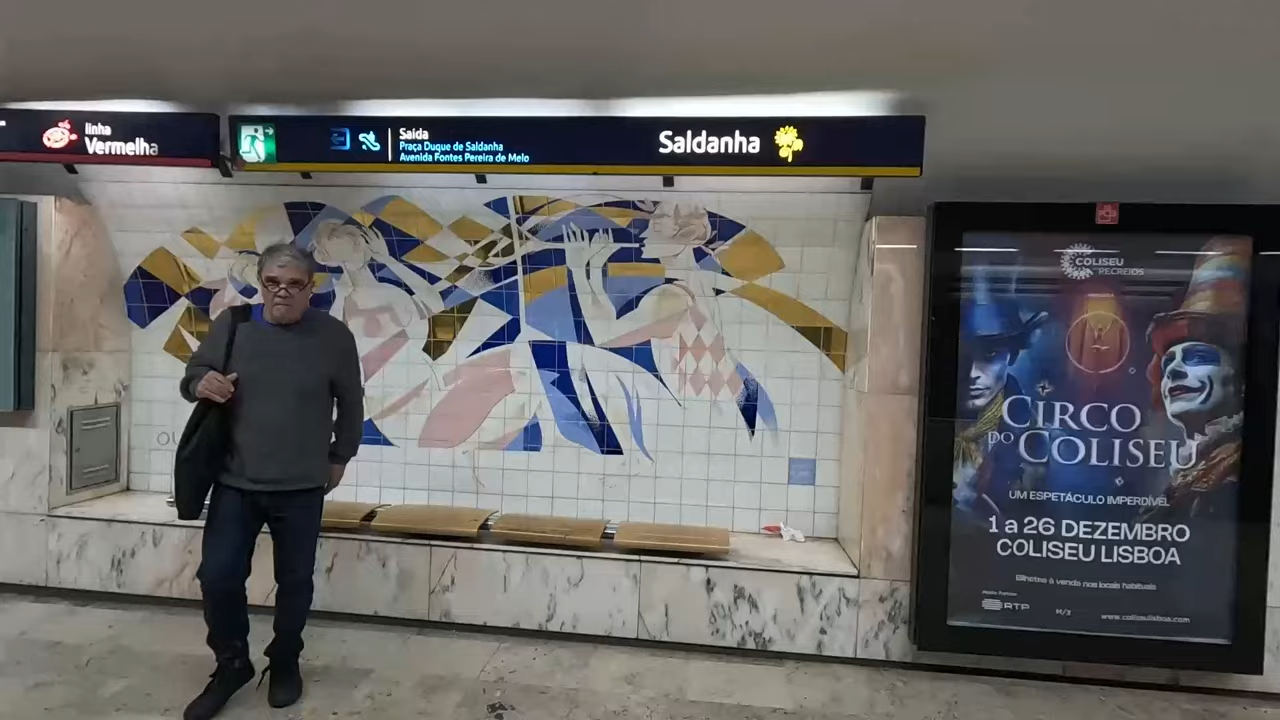 linha
Vermelha
Saída
Praça Duque de Saldanha
Avenida Fontes Pereira de Melo
Saldanha
COLISEU
RECREIOS
CIRCO
DO COLISEU
UM ESPETÁCULO IMPERDÍVEL
1 a 26 DEZEMBRO
COLISEU LISBOA
Bilhetes à venda nos locais habituais
RTP
M/3
www.coliseulisboa.com